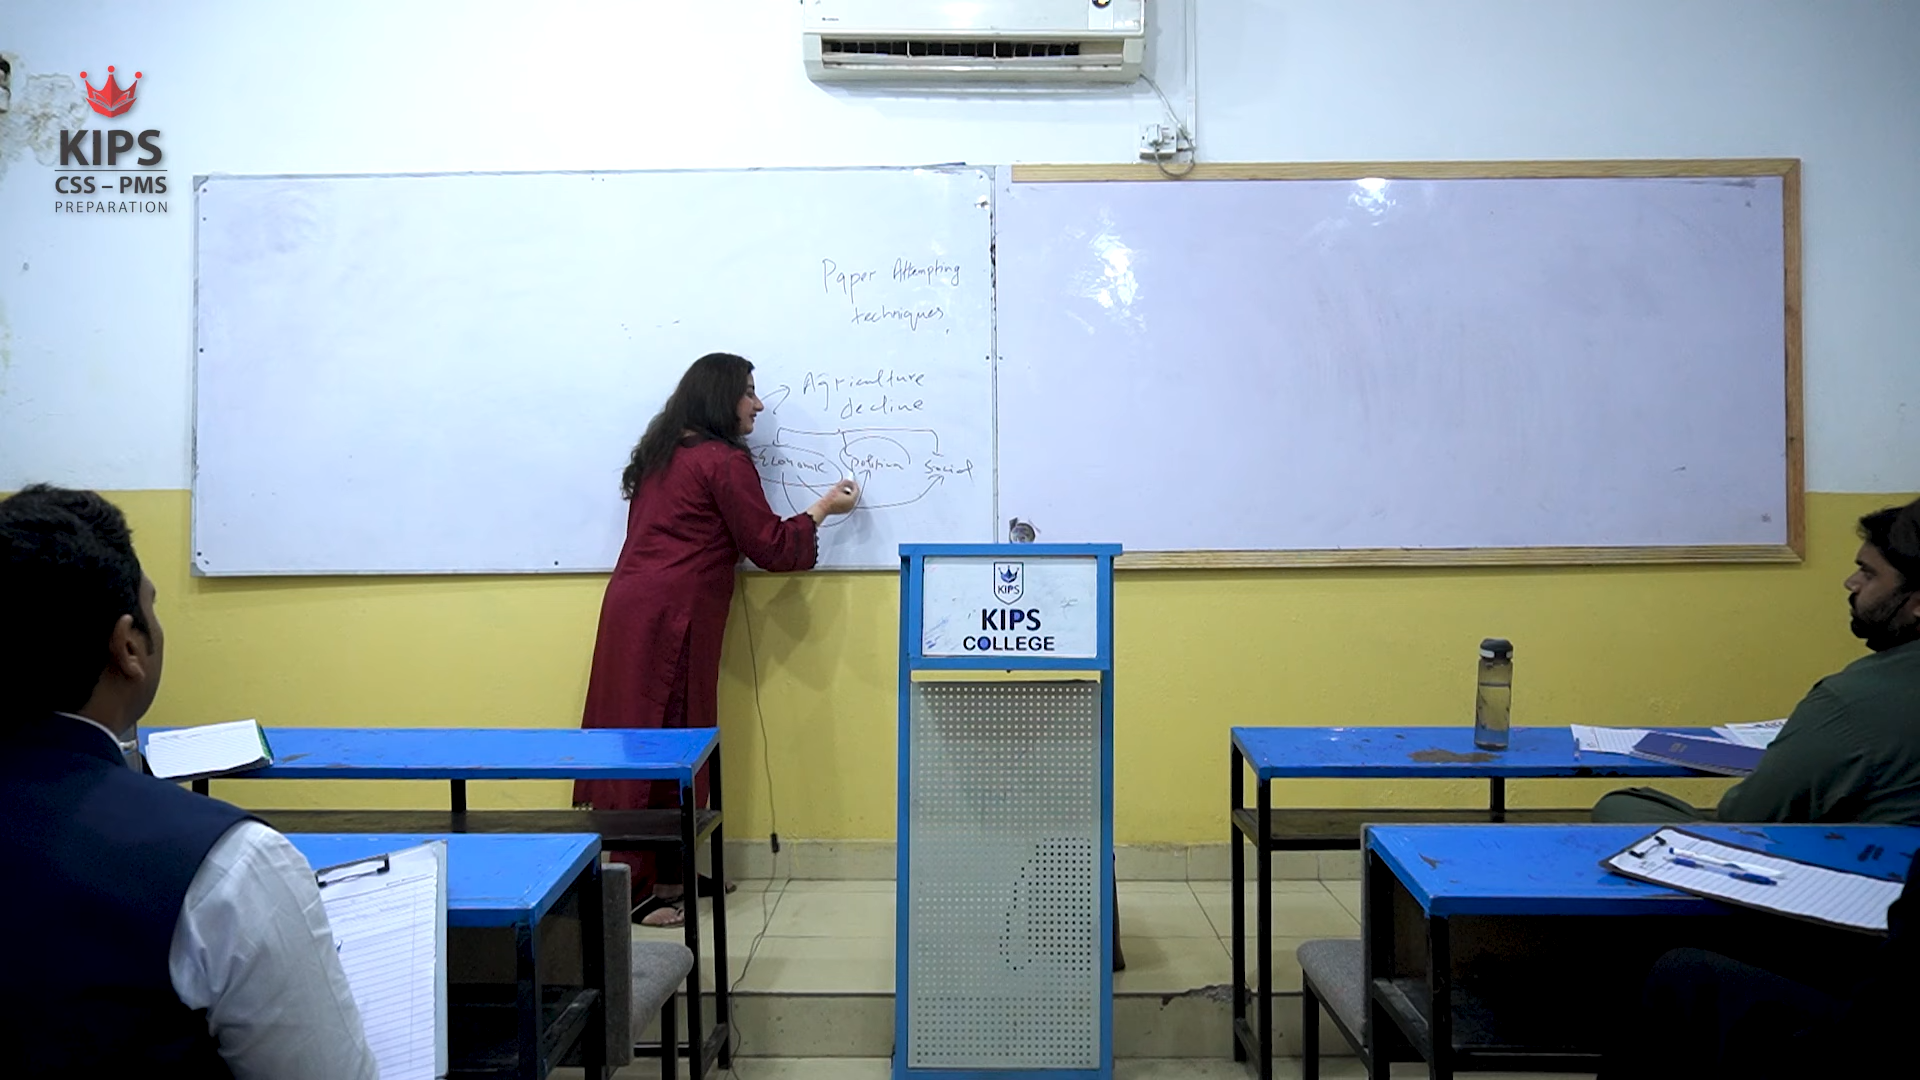 KIPS
CSS – PMS
PREPARATION
Paper Attempting
techniques
Agriculture
decline
Economic political Social
KIPS
KIPS
COLLEGE